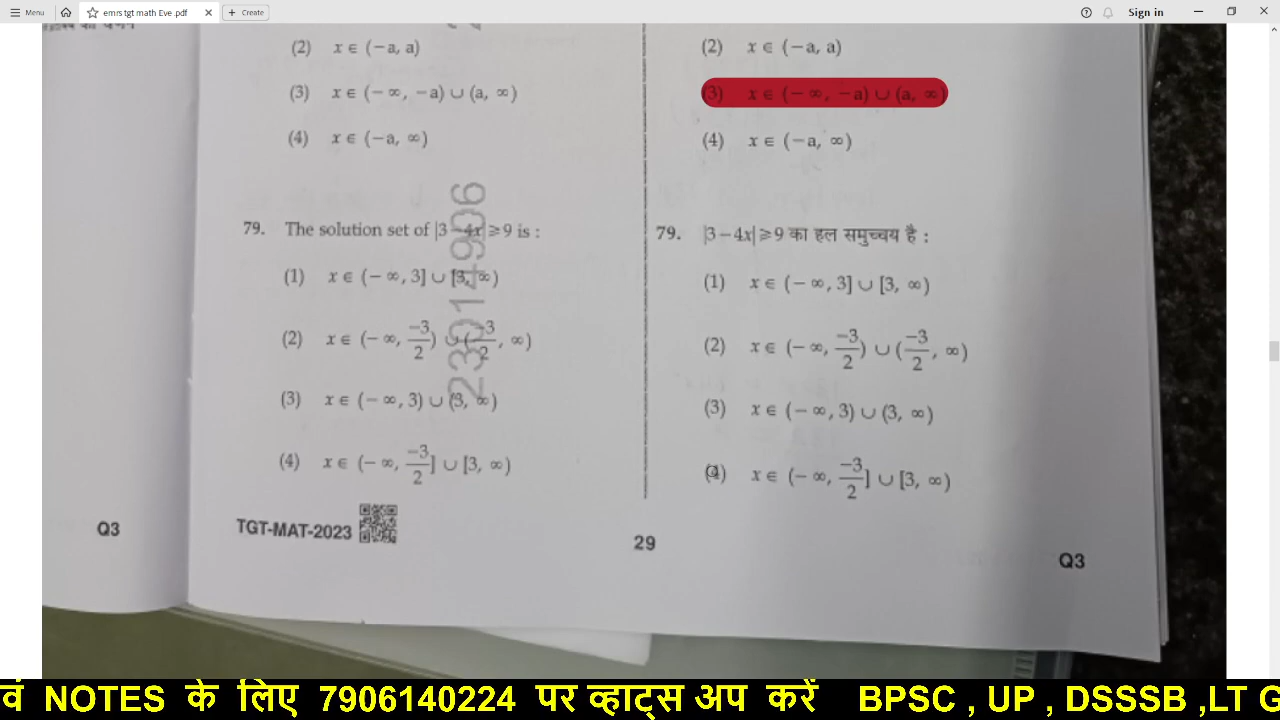 Menu
emrs tgt math Eve .pdf
Create
Sign in
(2) x ∈ (−a, a)
(3) x ∈ (−∞, −a) ∪ (a, ∞)
(4) x ∈ (−a, ∞)
79. The solution set of |3−4x| ⩾ 9 is :
(1) x ∈ (−∞, 3] ∪ [3, ∞)
(2) x ∈ (−∞, −3/2) ∪ (−3/2, ∞)
(3) x ∈ (−∞, 3) ∪ (3, ∞)
(4) x ∈ (−∞, −3/2] ∪ [3, ∞)
23014906
Q3
TGT-MAT-2023
29
(2) x ∈ (−a, a)
(3) x ∈ (−∞, −a) ∪ (a, ∞)
(4) x ∈ (−a, ∞)
79. |3−4x| ⩾ 9 का हल समुच्चय है :
(1) x ∈ (−∞, 3] ∪ [3, ∞)
(2) x ∈ (−∞, −3/2) ∪ (−3/2, ∞)
(3) x ∈ (−∞, 3) ∪ (3, ∞)
(4) x ∈ (−∞, −3/2] ∪ [3, ∞)
Q3
वं NOTES के लिए 7906140224 पर व्हाट्स अप करें BPSC , UP , DSSSB ,LT G